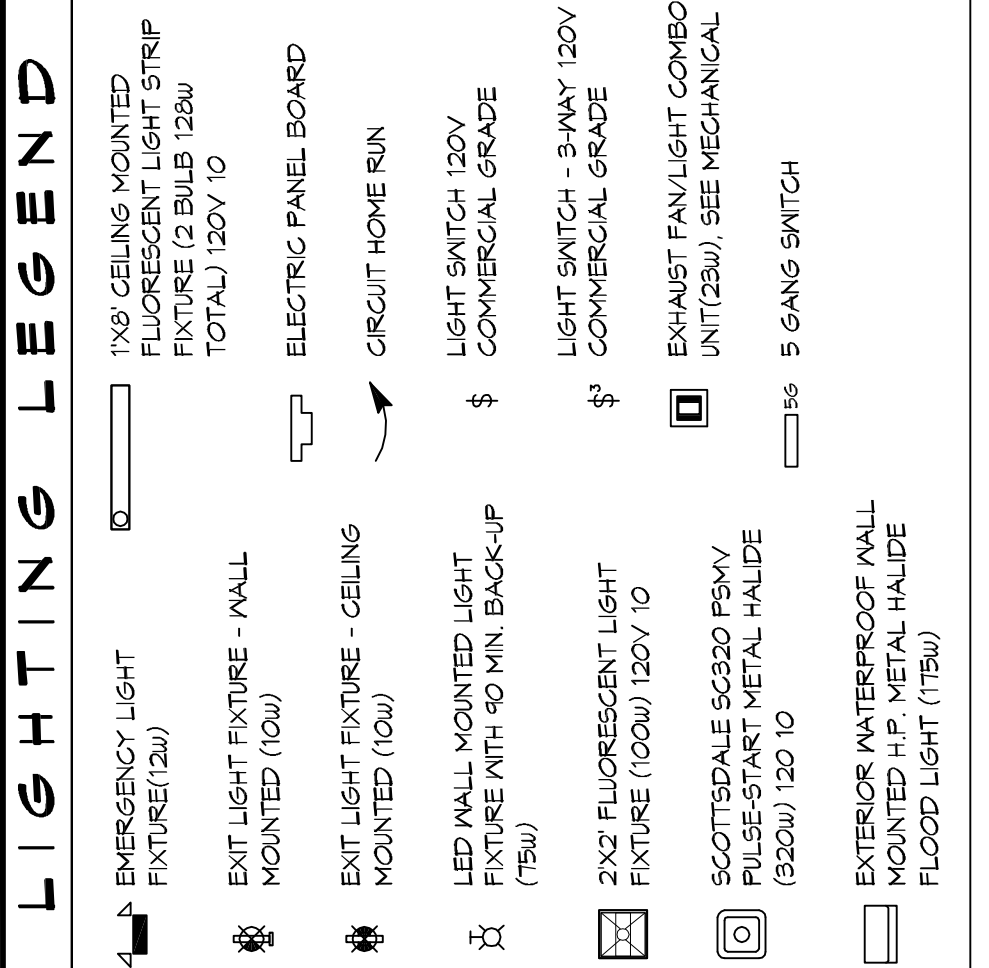 LIGHTING LEGEND
EMERGENCY LIGHT
FIXTURE(12w)
EXIT LIGHT FIXTURE - WALL
MOUNTED (10w)
EXIT LIGHT FIXTURE - CEILING
MOUNTED (10w)
LED WALL MOUNTED LIGHT
FIXTURE WITH 90 MIN. BACK-UP
(75w)
2'X2' FLUORESCENT LIGHT
FIXTURE (100w) 120V 10
SCOTTSDALE SC320 PSMV
PULSE-START METAL HALIDE
(320w) 120 10
EXTERIOR WATERPROOF WALL
MOUNTED H.P. METAL HALIDE
FLOOD LIGHT (175w)
1'X8' CEILING MOUNTED
FLUORESCENT LIGHT STRIP
FIXTURE (2 BULB 128w
TOTAL) 120V 10
ELECTRIC PANEL BOARD
CIRCUIT HOME RUN
$ LIGHT SWITCH 120V
COMMERCIAL GRADE
$3 LIGHT SWITCH - 3-WAY 120V
COMMERCIAL GRADE
EXHAUST FAN/LIGHT COMBO
UNIT(23w), SEE MECHANICAL
5G 5 GANG SWITCH